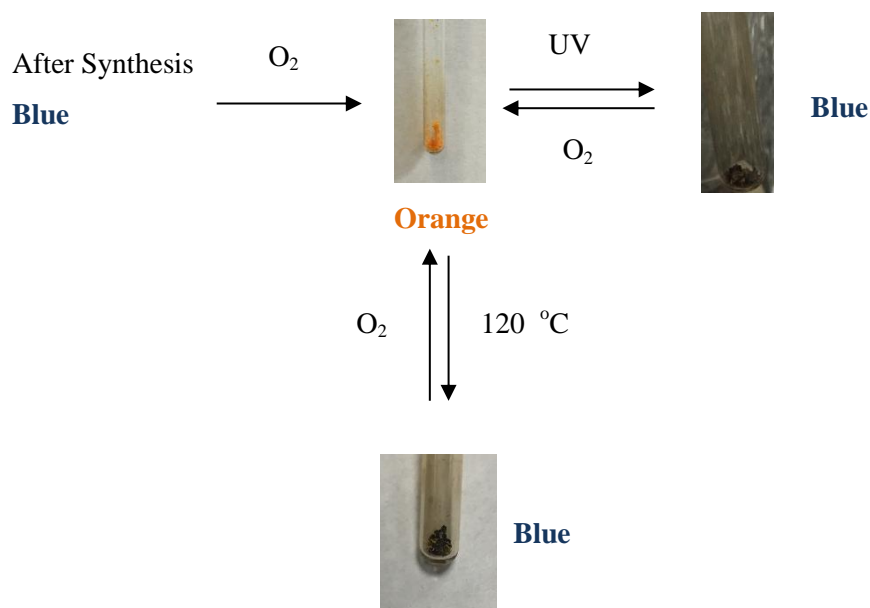 After Synthesis
Blue
O₂
UV
O₂
Blue
Orange
O₂
120 °C
Blue